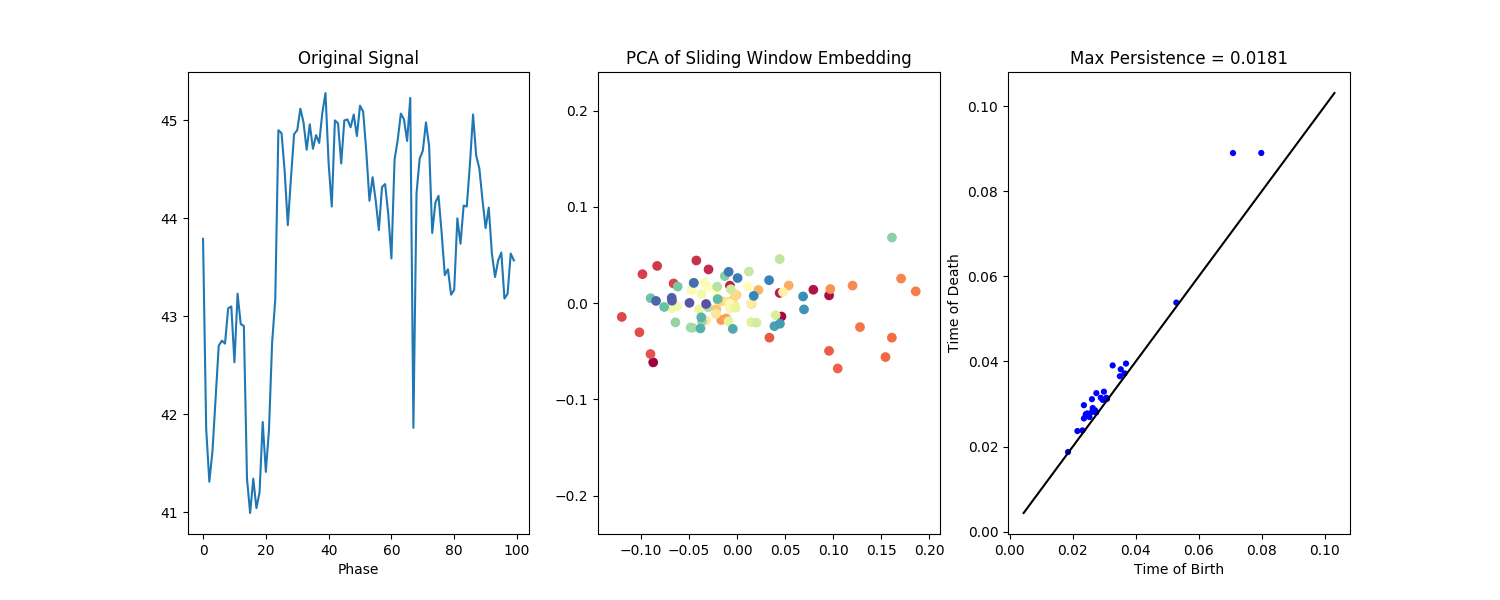 Original Signal
45
44
43
42
41
0 20 40 60 80 100
Phase
PCA of Sliding Window Embedding
0.2
0.1
0.0
−0.1
−0.2
−0.10 −0.05 0.00 0.05 0.10 0.15 0.20
Max Persistence = 0.0181
Time of Death
0.10
0.08
0.06
0.04
0.02
0.00
0.00 0.02 0.04 0.06 0.08 0.10
Time of Birth